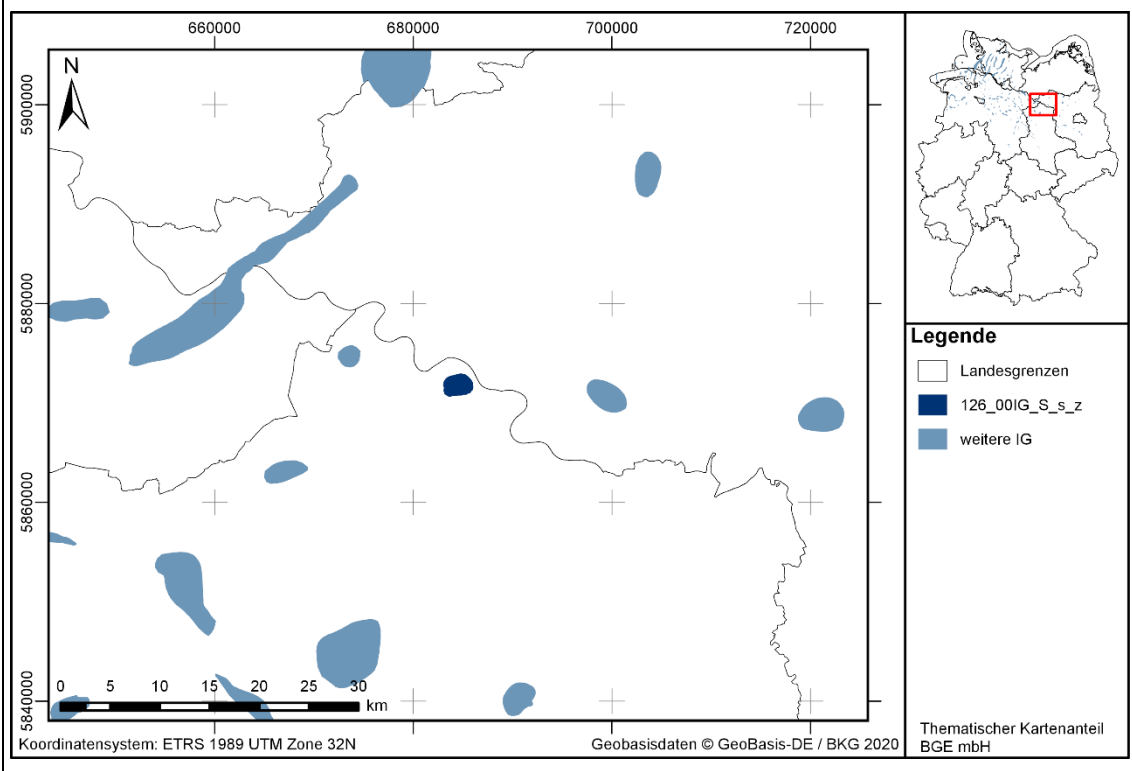 660000 680000 700000 720000
N
5900000
5880000
5860000
5840000
0 5 10 15 20 25 30
km
Koordinatensystem: ETRS 1989 UTM Zone 32N
Geobasisdaten © GeoBasis-DE / BKG 2020
Legende
Landesgrenzen
126_00IG_S_s_z
weitere IG
Thematischer Kartenanteil
BGE mbH